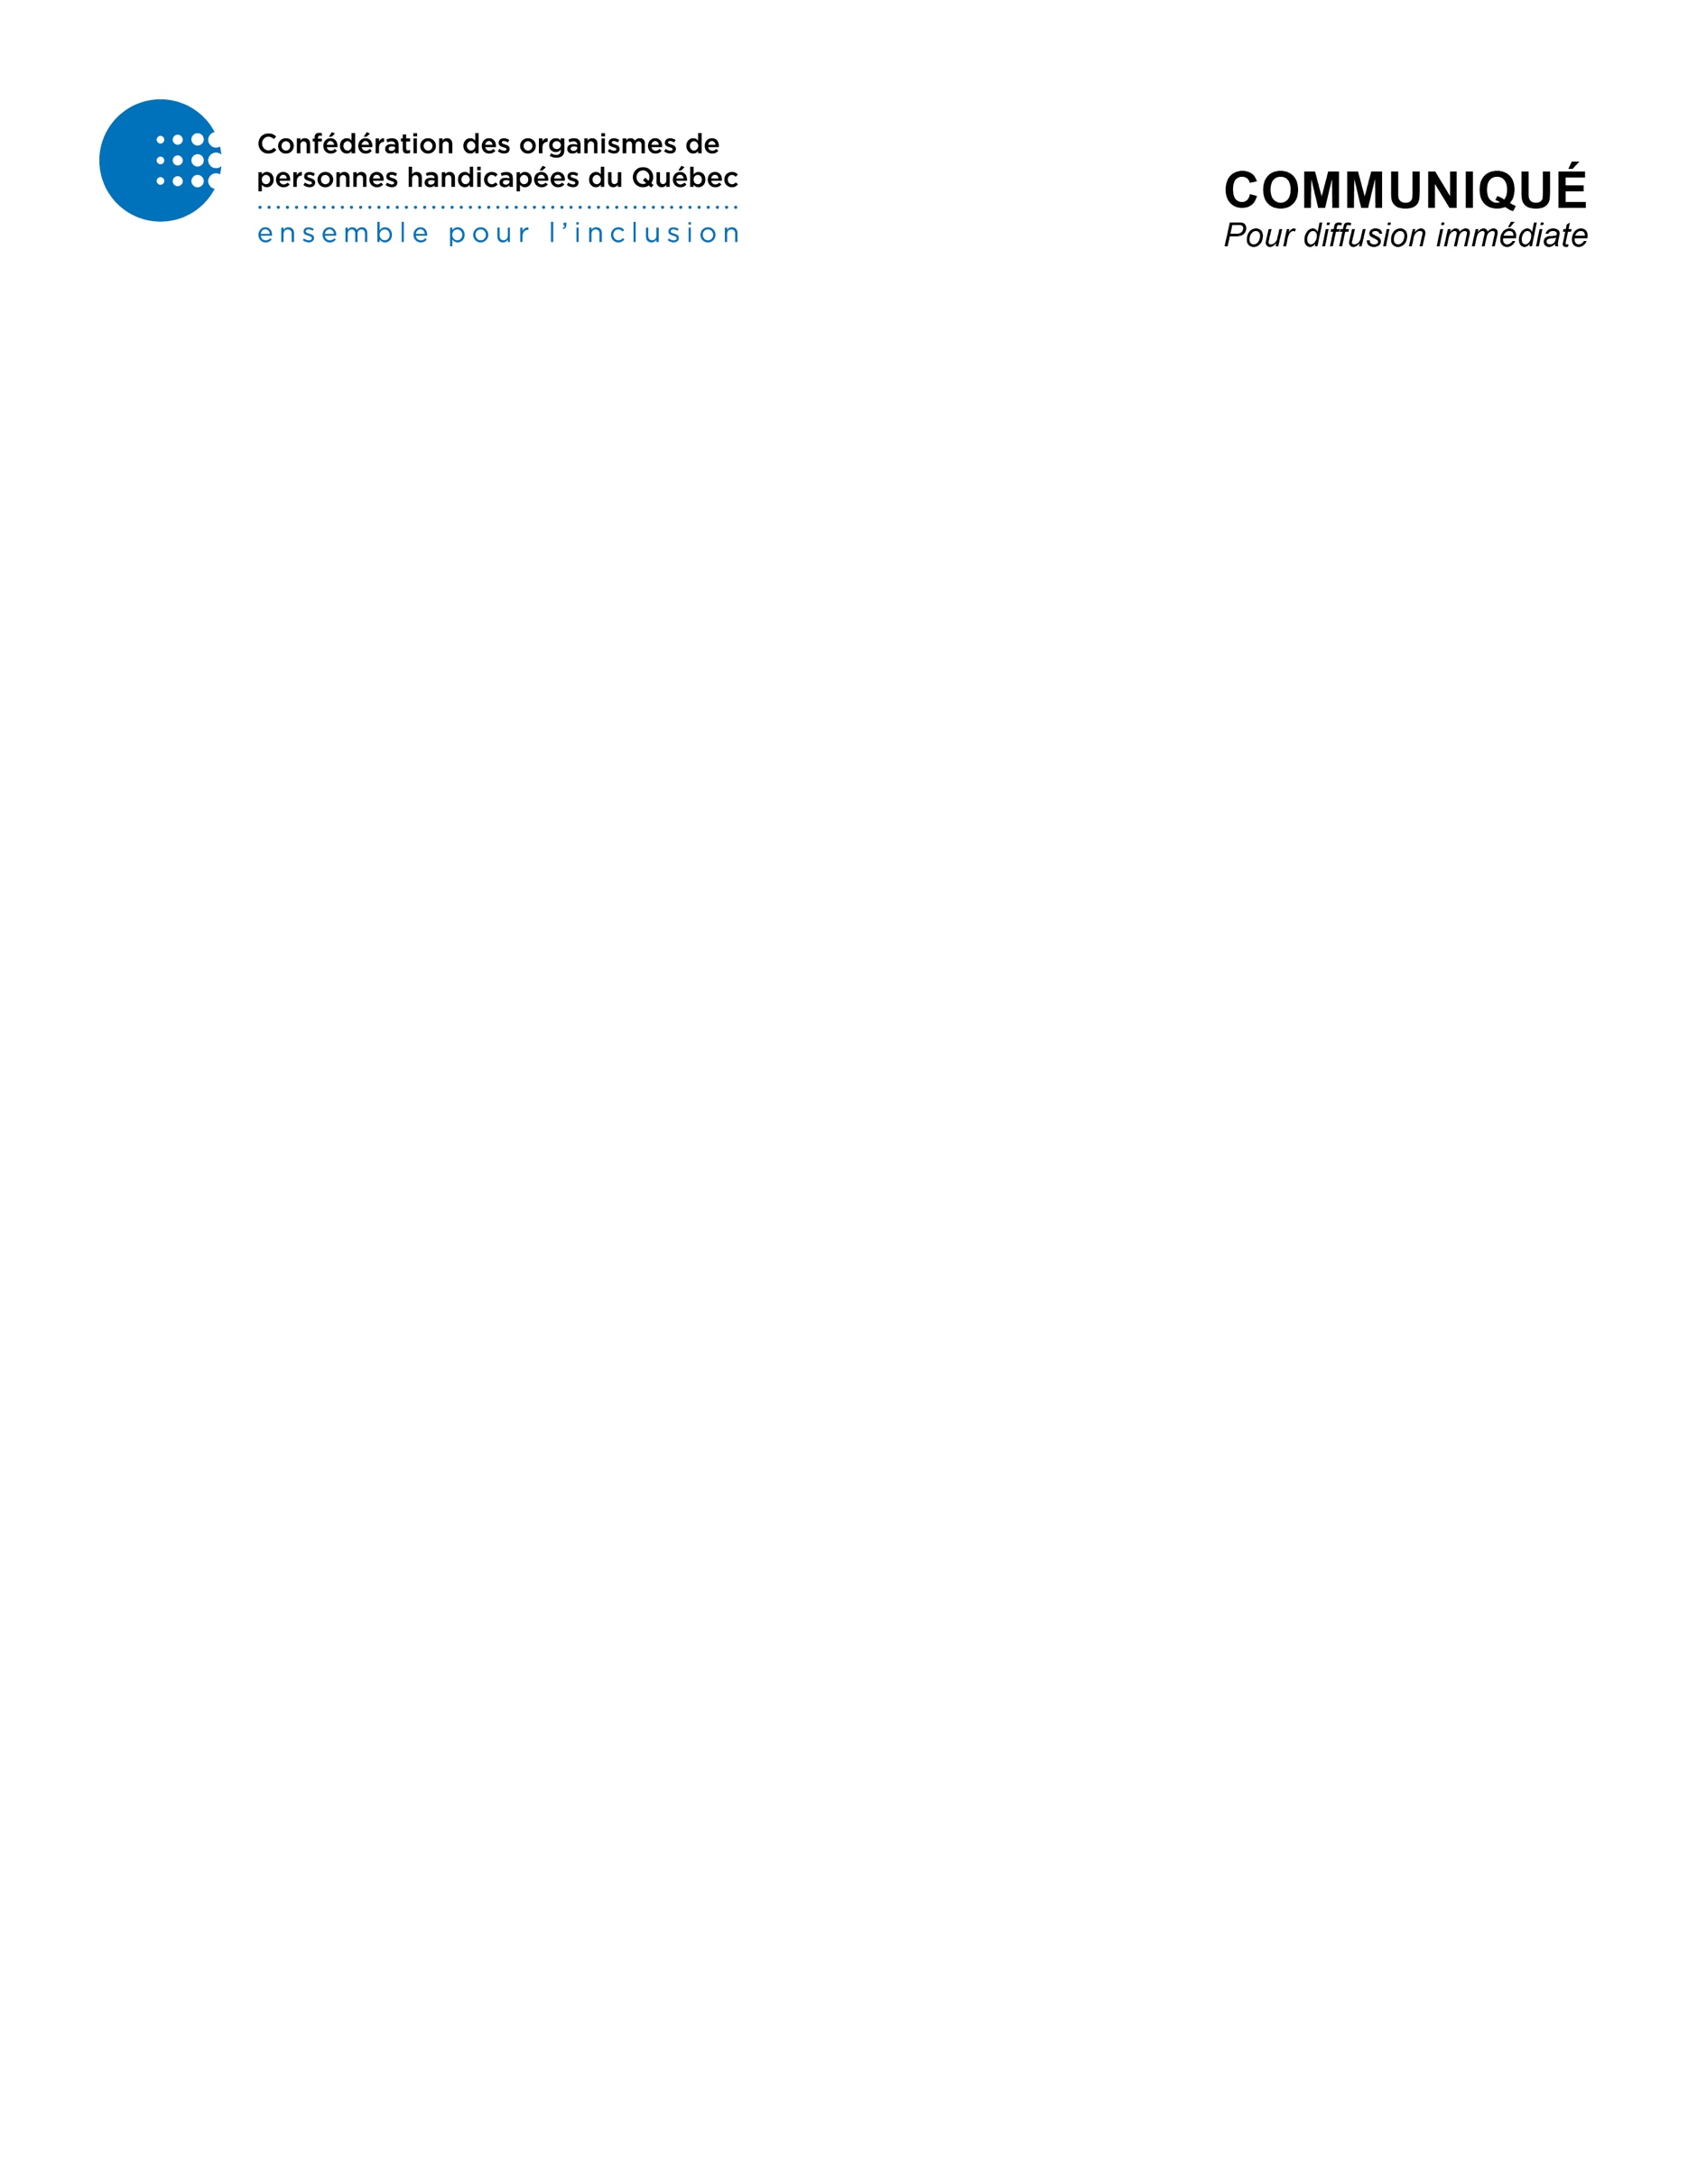 Confédération des organismes de
personnes handicapées du Québec
ensemble pour l'inclusion
COMMUNIQUÉ
Pour diffusion immédiate